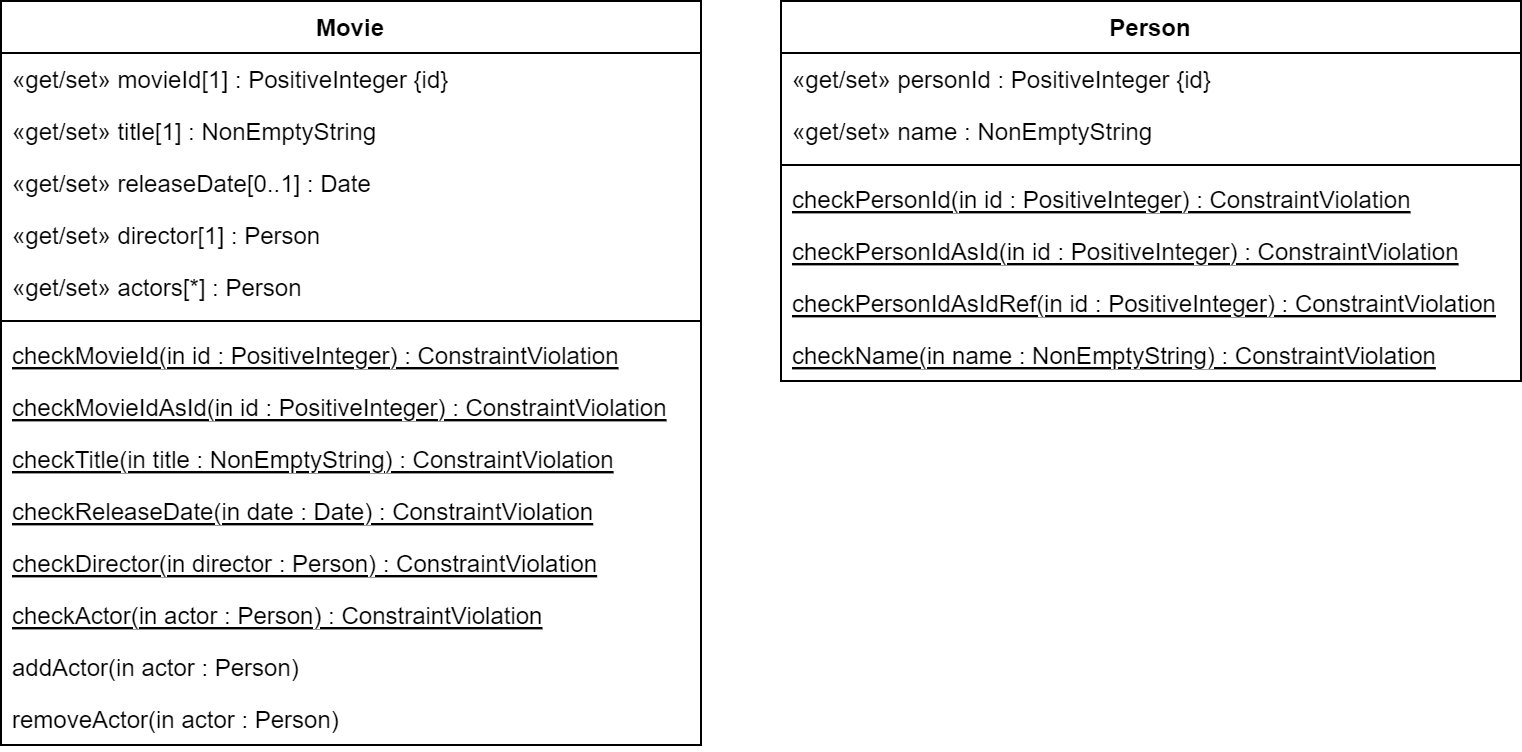 Movie
«get/set» movieId[1] : PositiveInteger {id}
«get/set» title[1] : NonEmptyString
«get/set» releaseDate[0..1] : Date
«get/set» director[1] : Person
«get/set» actors[*] : Person
checkMovieId(in id : PositiveInteger) : ConstraintViolation
checkMovieIdAsId(in id : PositiveInteger) : ConstraintViolation
checkTitle(in title : NonEmptyString) : ConstraintViolation
checkReleaseDate(in date : Date) : ConstraintViolation
checkDirector(in director : Person) : ConstraintViolation
checkActor(in actor : Person) : ConstraintViolation
addActor(in actor : Person)
removeActor(in actor : Person)
Person
«get/set» personId : PositiveInteger {id}
«get/set» name : NonEmptyString
checkPersonId(in id : PositiveInteger) : ConstraintViolation
checkPersonIdAsId(in id : PositiveInteger) : ConstraintViolation
checkPersonIdAsIdRef(in id : PositiveInteger) : ConstraintViolation
checkName(in name : NonEmptyString) : ConstraintViolation